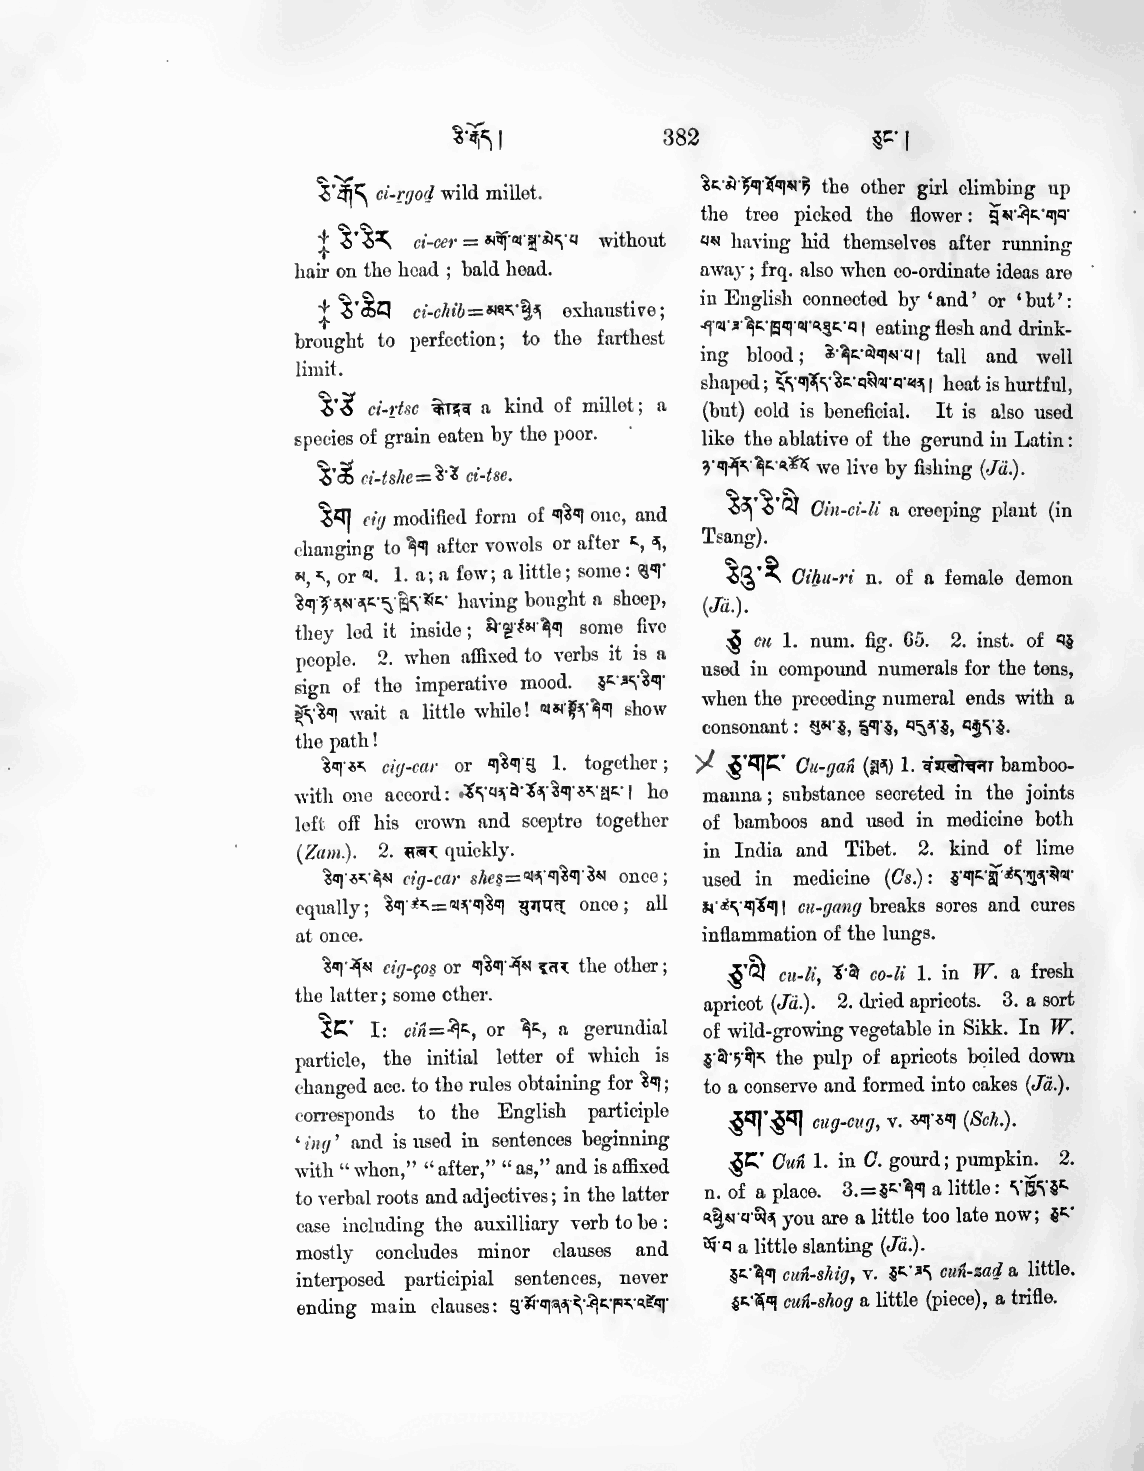 ཅི་རྒོད། 382 ཅུང་།
ཅི་རྒོད ci-rgod wild millet.
‡ ཅི་ཅེར ci-cer = མགོ་ལ་སྐྲ་མེད་པ without
hair on the head ; bald head.
‡ ཅི་ཆིབ ci-chib=མཐར་ཕྱིན exhaustive;
brought to perfection; to the farthest
limit.
ཅི་ཙེ ci-rtse कोद्रव a kind of millet; a
species of grain eaten by the poor.
ཅི་ཚེ ci-tshe=ཅི་ཙེ ci-tse.
ཅིག cig modified form of གཅིག one, and
changing to ཞིག after vowels or after ང, ན,
མ, ར, or ལ. 1. a; a few; a little; some: ལུག་
ཅིག་ཉོ་ནས་ནང་དུ་ཁྲིད་སོང་ having bought a sheep,
they led it inside; མི་ལྔ་ཙམ་ཞིག some five
people. 2. when affixed to verbs it is a
sign of the imperative mood. ཅུང་ཟད་ཅིག་
སྡོད་ཅིག wait a little while! ལམ་སྟོན་ཞིག show
the path!
ཅིག་ཅར cig-car or གཅིག་ཏུ 1. together;
with one accord: ཅོད་པན་བེ་ཅོན་ཅིག་ཅར་སྤང་། he
left off his crown and sceptre together
(Zam.). 2. सत्वर quickly.
ཅིག་ཅར་ཞེས cig-car shes=ལན་གཅིག་ཅེས once;
equally; ཅིག་ཅར=ལན་གཅིག युगपत् once; all
at once.
ཅིག་ཤོས cig-ços or གཅིག་ཤོས इतर the other;
the latter; some other.
ཅིང་ I: ciń=ཤིང, or ཞིང, a gerundial
particle, the initial letter of which is
changed acc. to the rules obtaining for ཅིག;
corresponds to the English participle
‘ing’ and is used in sentences beginning
with “when,” “after,” “as,” and is affixed
to verbal roots and adjectives; in the latter
case including the auxilliary verb to be :
mostly concludes minor clauses and
interposed participial sentences, never
ending main clauses: བུ་མོ་གཞན་དེ་ཤིང་ཁར་འཛེག་
ཅིང་མེ་ཏོག་ཐོགས་ཏེ the other girl climbing up
the tree picked the flower: བྲོས་ཤིང་གབ་
པས having hid themselves after running
away; frq. also when co-ordinate ideas are
in English connected by ‘and’ or ‘but’:
ཤ་ལ་ཟ་ཞིང་ཁྲག་ལ་འཐུང་བ། eating flesh and drink-
ing blood; ཆེ་ཞིང་ལེགས་པ། tall and well
shaped; དྲོད་གནོད་ཅིང་བསིལ་བ་ཕན། heat is hurtful,
(but) cold is beneficial. It is also used
like the ablative of the gerund in Latin:
ཉ་གཤོར་ཞིང་འཚོའོ we live by fishing (Jä.).
ཅིན་ཅི་ལི Cin-ci-li a creeping plant (in
Tsang).
ཅིའུ་རི Cihu-ri n. of a female demon
(Jä.).
ཅུ cu 1. num. fig. 65. 2. inst. of བཅུ
used in compound numerals for the tens,
when the preceding numeral ends with a
consonant: སུམ་ཅུ, དྲུག་ཅུ, བདུན་ཅུ, བརྒྱད་ཅུ.
ཅུ་གང་ Cu-gań (སྨན) 1. वंशलोचना bamboo-
manna; substance secreted in the joints
of bamboos and used in medicine both
in India and Tibet. 2. kind of lime
used in medicine (Cs.): ཅུ་གང་གློ་ཚད་ཀུན་སེལ་
རྨ་ཚད་གཅོག། cu-gang breaks sores and cures
inflammation of the lungs.
ཅུ་ལི cu-li, ཅོ་ལི co-li 1. in W. a fresh
apricot (Jä.). 2. dried apricots. 3. a sort
of wild-growing vegetable in Sikk. In W.
ཅུ་ལི་ཏ་གིར the pulp of apricots boiled down
to a conserve and formed into cakes (Jä.).
ཅུག་ཅུག cug-cug, v. ཅག་ཅག (Sch.).
ཅུང་ Cuń 1. in C. gourd; pumpkin. 2.
n. of a place. 3.=ཅུང་ཞིག a little: ད་ཁྱོད་ཅུང
འཕྱིས་པ་ཡིན you are a little too late now; ཅུང་
ཡོ་བ a little slanting (Jä.).
ཅུང་ཞིག cuń-shig, v. ཅུང་ཟད cuń-zad a little.
ཅུང་ཞོག cuń-shog a little (piece), a trifle.